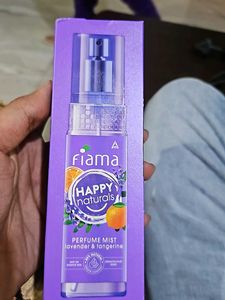 fiama
HAPPY
naturals
PERFUME MIST
lavender & tangerine